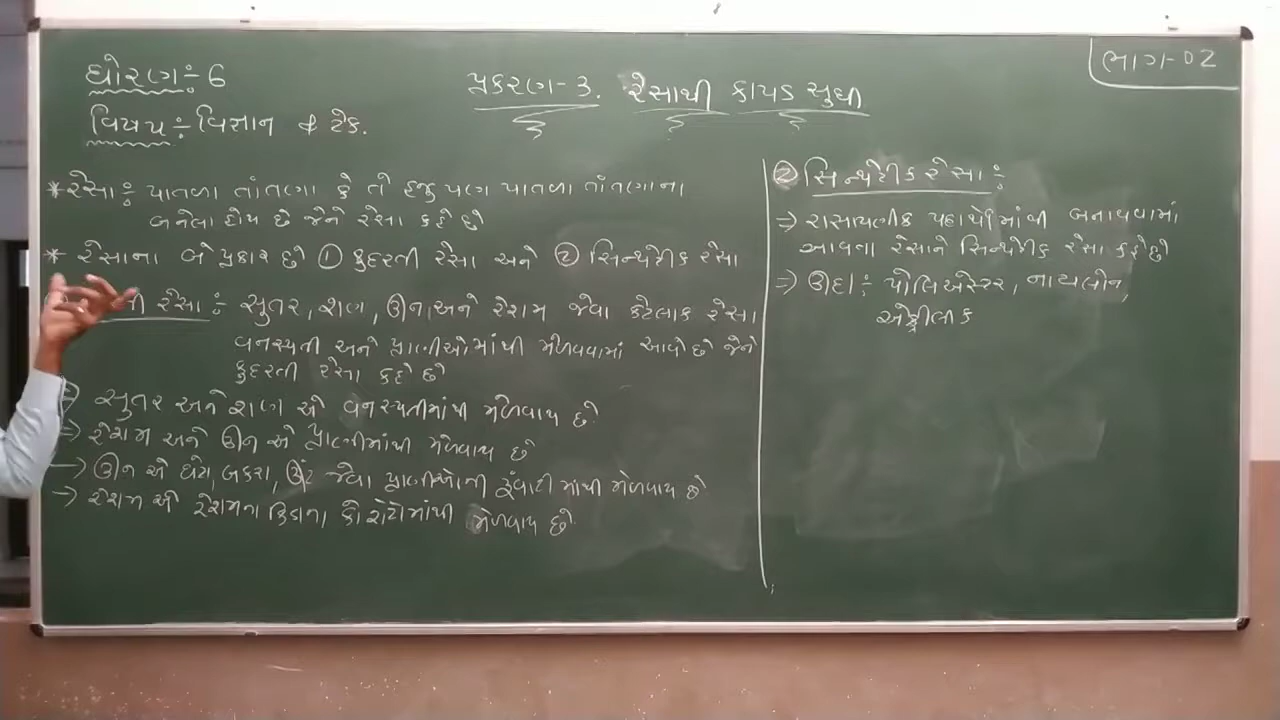 ધોરણ ÷ 6
વિષય ÷ વિજ્ઞાન & ટેક.
પ્રકરણ-૩. રેસાથી કાપડ સુધી
ભાગ-02
* રેસા ÷ પાતળા તાંતણા કે તે હજુ પણ પાતળા તાંતણાના
બનેલા હોય છે જેને રેસા કહે છે
* રેસાના બે પ્રકાર છે ① કુદરતી રેસા અને ② સિન્થેટીક રેસા
તી રેસા ÷ સુતર, શણ, ઊન અને રેશમ જેવા કેટલાક રેસા
વનસ્પતી અને પ્રાણીઓમાંથી મેળવવામાં આવે છે જેને
કુદરતી રેસા કહે છે
⇒ સુતર અને શણ એ વનસ્પતીમાંથી મેળવાય છે
⇒ રેશમ અને ઊન એ પ્રાણીમાંથી મેળવાય છે
→ ઊન એ ઘેટા, બકરા, ઊંટ જેવા પ્રાણીઓની રૂંવાટી માંથી મેળવાય છે
→ રેશમ એ રેશમના કિડાના કોશેટોમાંથી મેળવાય છે
② સિન્થેટીક રેસા ÷
⇒ રાસાયણીક પદાર્થોમાંથી બનાવવામાં
આવતા રેસાને સિન્થેટીક રેસા કહે છે
⇒ ઊદા ÷ પોલિએસ્ટર, નાયલોન,
એક્રીલીક